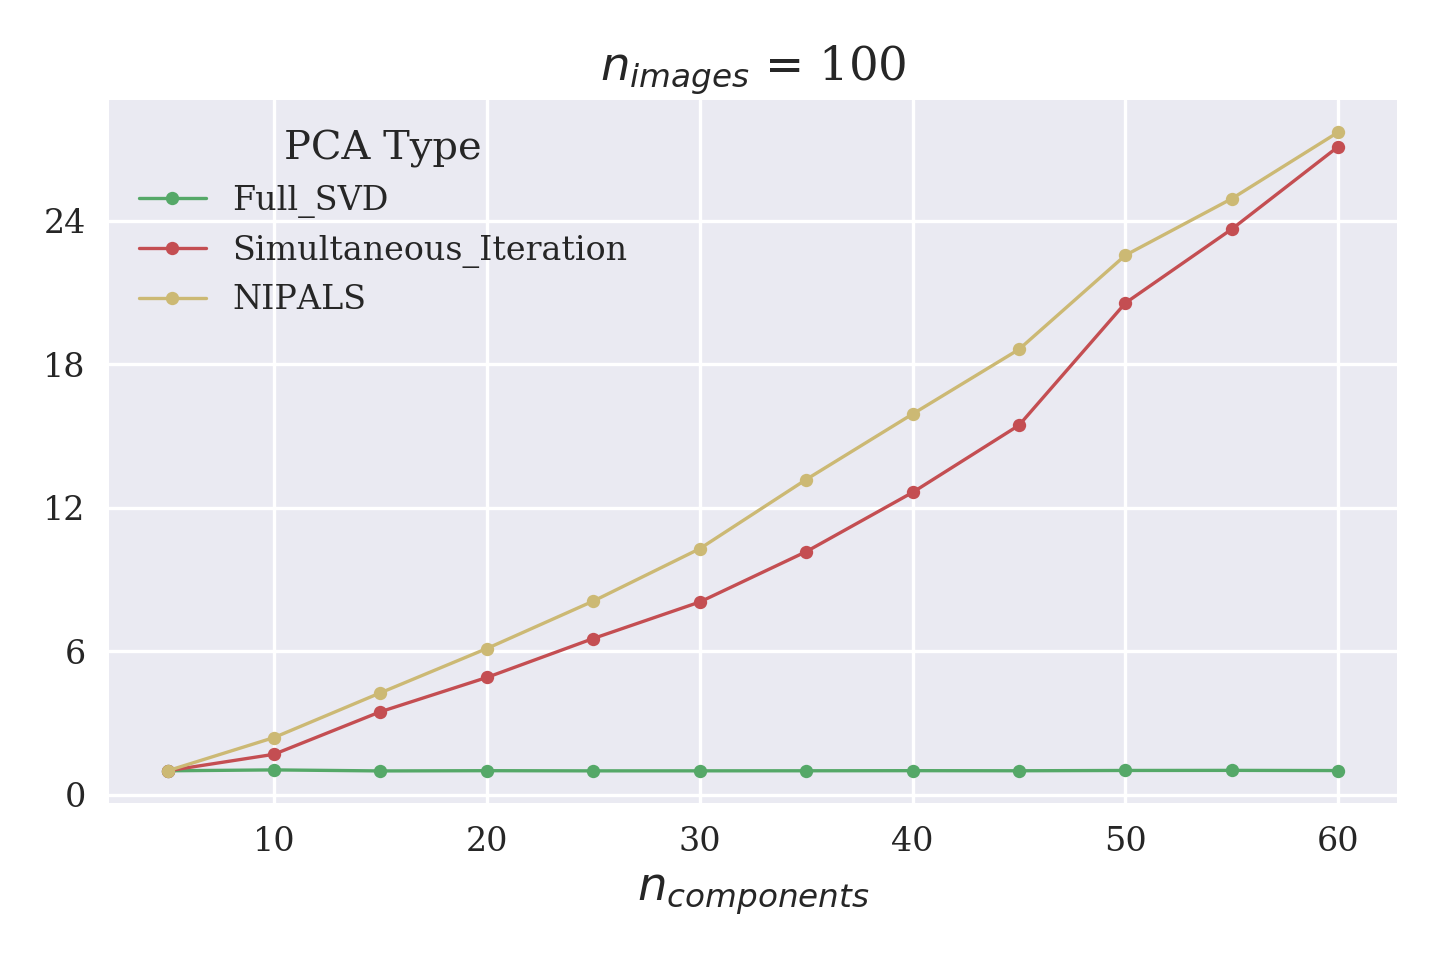 n_images = 100
PCA Type
Full_SVD
Simultaneous_Iteration
NIPALS
24
18
12
6
0
10 20 30 40 50 60
n_components